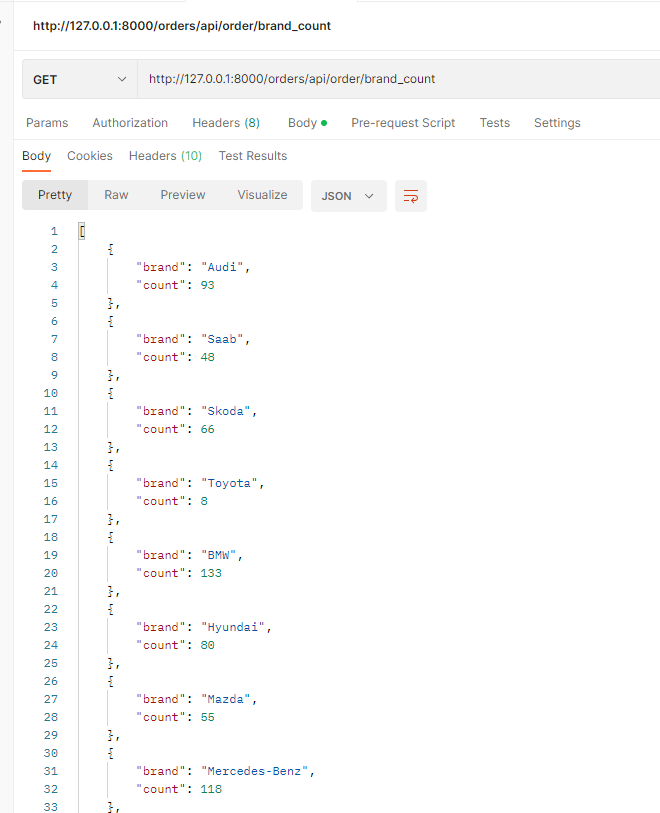 http://127.0.0.1:8000/orders/api/order/brand_count
GET http://127.0.0.1:8000/orders/api/order/brand_count
Params Authorization Headers (8) Body Pre-request Script Tests Settings
Body Cookies Headers (10) Test Results
Pretty Raw Preview Visualize JSON
1 [
2 {
3 "brand": "Audi",
4 "count": 93
5 },
6 {
7 "brand": "Saab",
8 "count": 48
9 },
10 {
11 "brand": "Skoda",
12 "count": 66
13 },
14 {
15 "brand": "Toyota",
16 "count": 8
17 },
18 {
19 "brand": "BMW",
20 "count": 133
21 },
22 {
23 "brand": "Hyundai",
24 "count": 80
25 },
26 {
27 "brand": "Mazda",
28 "count": 55
29 },
30 {
31 "brand": "Mercedes-Benz",
32 "count": 118
33 },